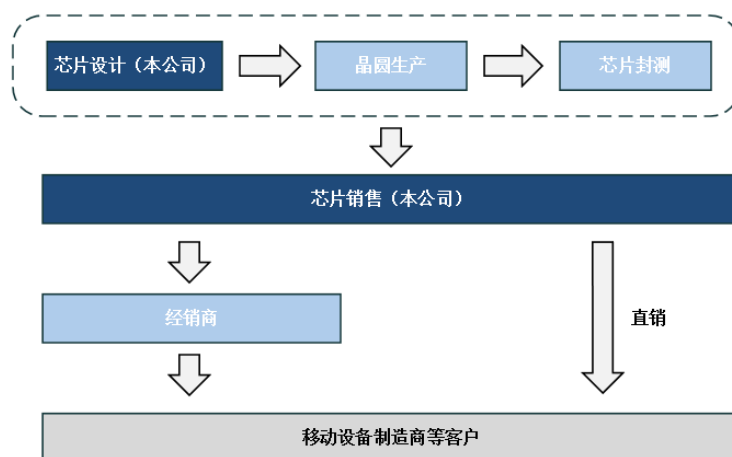 芯片设计（本公司）
晶圆生产
芯片封测
芯片销售（本公司）
经销商
直销
移动设备制造商等客户